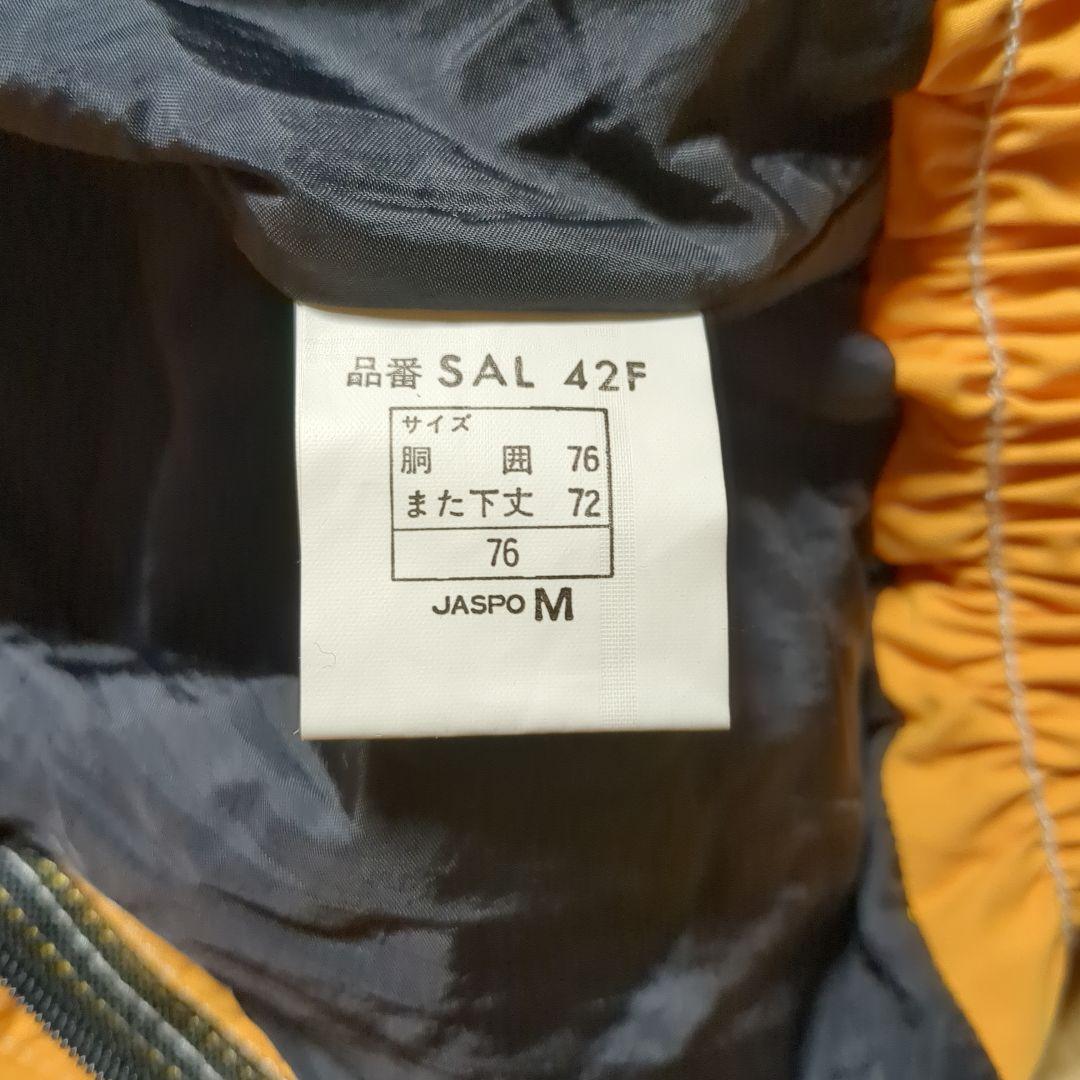 品番 SAL 42F
サイズ
胴囲 76
また下丈 72
76
JASPO M